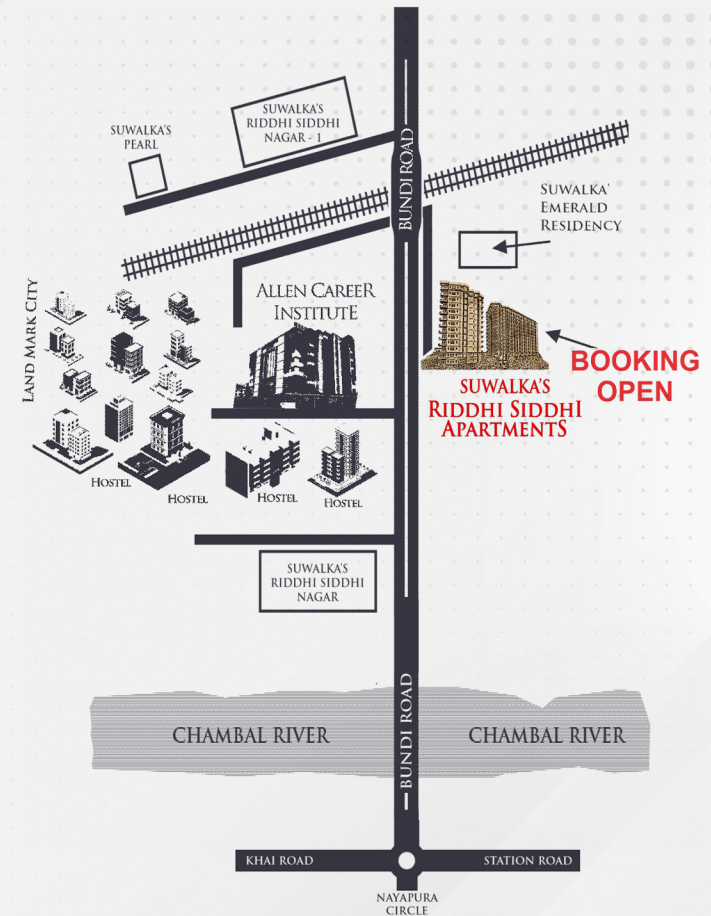 BUNDI ROAD
SUWALKA'S
RIDDHI SIDDHI
NAGAR - 1
SUWALKA'S
PEARL
BUNDI ROAD
SUWALKA'
EMERALD
RESIDENCY
LAND MARK CITY
ALLEN CAREER
INSTITUTE
BOOKING
OPEN
SUWALKA'S
RIDDHI SIDDHI
APARTMENTS
HOSTEL
HOSTEL
HOSTEL
HOSTEL
SUWALKA'S
RIDDHI SIDDHI
NAGAR
BUNDI ROAD
CHAMBAL RIVER
CHAMBAL RIVER
KHAI ROAD
STATION ROAD
NAYAPURA
CIRCLE